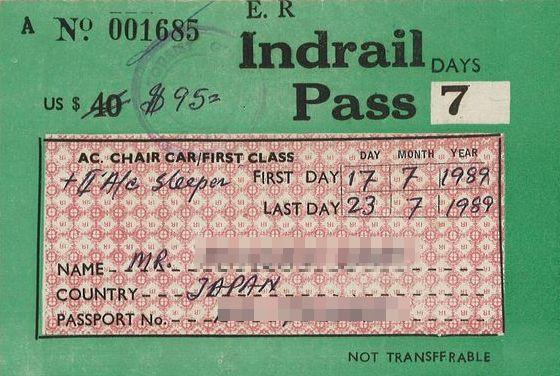 E. R
A Nº 001685
Indrail DAYS
US $ 40 $95=
Pass 7
AC. CHAIR CAR/FIRST CLASS
DAY MONTH YEAR
+ II A/c Sleeper
FIRST DAY 17 7 1989
LAST DAY 23 7 1989
NAME MR.
COUNTRY JAPAN
PASSPORT No.
NOT TRANSFFRABLE